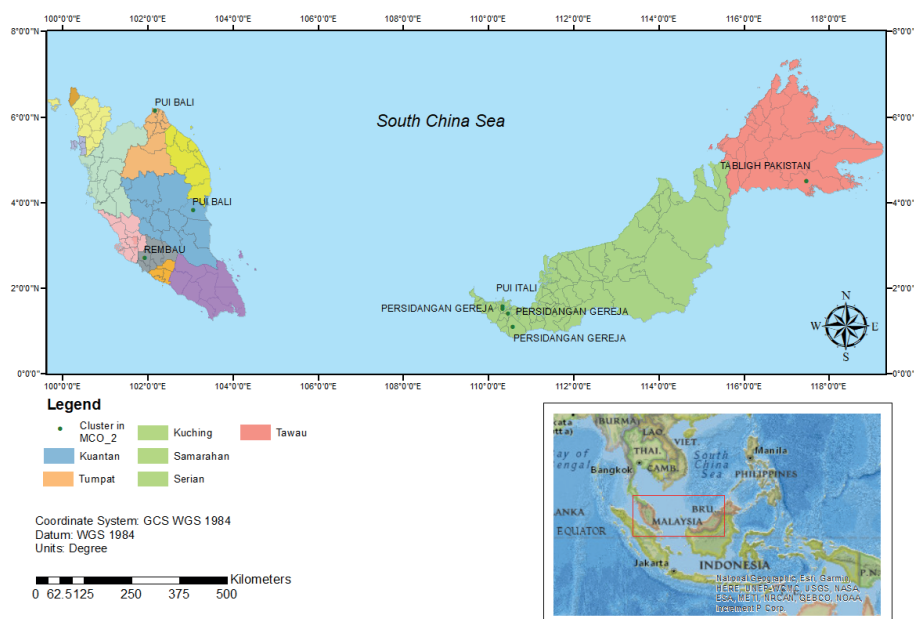 100°0'0"E 102°0'0"E 104°0'0"E 106°0'0"E 108°0'0"E 110°0'0"E 112°0'0"E 114°0'0"E 116°0'0"E 118°0'0"E
8°0'0"N 8°0'0"N
PUI BALI
6°0'0"N South China Sea 6°0'0"N
TABLIGH PAKISTAN
4°0'0"N PUI BALI 4°0'0"N
REMBAU
2°0'0"N PUI ITALI 2°0'0"N
PERSIDANGAN GEREJA PERSIDANGAN GEREJA
PERSIDANGAN GEREJA
N
W E
S
0°0'0" 0°0'0"
100°0'0"E 102°0'0"E 104°0'0"E 106°0'0"E 108°0'0"E 110°0'0"E 112°0'0"E 114°0'0"E 116°0'0"E 118°0'0"E
Legend
Cluster in
MCO_2
Kuantan
Tumpat
Kuching
Samarahan
Serian
Tawau
Coordinate System: GCS WGS 1984
Datum: WGS 1984
Units: Degree
Kilometers
0 62.5 125 250 375 500
(BURMA)
LAO
THAI.
VIET.
Bangkok
CAMB.
South
China
Sea
Manila
PHILIPPINES
ay of
engal
LANKA
EQUATOR
BRU
MALAYSIA
Jakarta
INDONESIA
P.N.
National Geographic, Esri, Garmin,
HERE, UNEP-WCMC, USGS, NASA,
ESA, METI, NRCAN, GEBCO, NOAA,
increment P Corp.